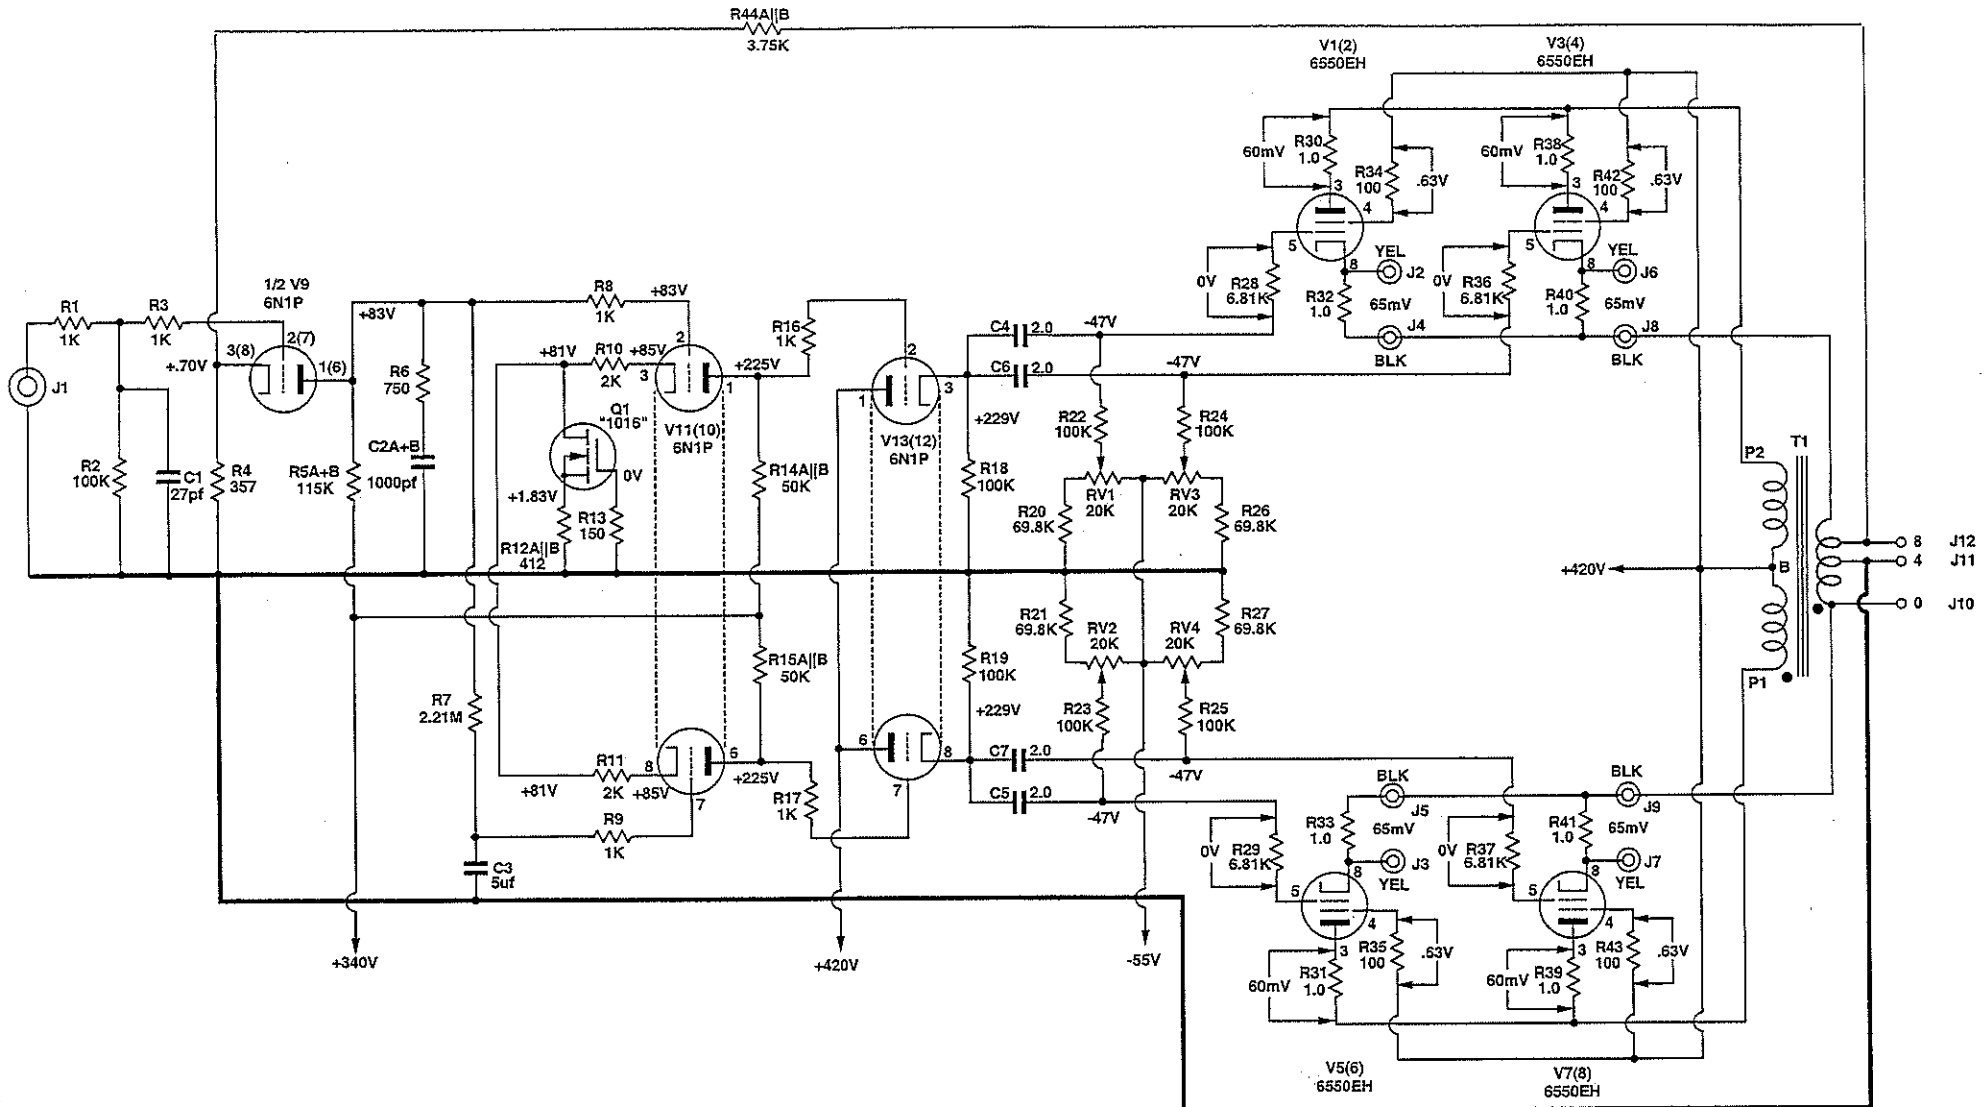 R44A||B
3.75K
V1(2)
6550EH
V3(4)
6550EH
R30
1.0
60mV
3
R34
100
.63V
4
5
R38
1.0
60mV
3
R42
100
.63V
4
5
YEL
8
J2
0V
R28
6.81K
R32
1.0
65mV
J4
BLK
YEL
8
J6
0V
R36
6.81K
R40
1.0
65mV
J8
BLK
1/2 V9
6N1P
R1
1K
R3
1K
2(7)
3(8)
1(6)
+.70V
+83V
J1
R2
100K
C1
27pf
R4
357
R5A+B
115K
R6
750
C2A+B
1000pf
R8
1K
+83V
2
+81V
R10
2K
+85V
3
1
+225V
Q1
"1016"
0V
V11(10)
6N1P
+1.83V
R12A||B
412
R13
150
R14A||B
50K
R16
1K
2
1
3
V13(12)
6N1P
+229V
C4
2.0
-47V
C6
2.0
-47V
R18
100K
R22
100K
R24
100K
RV1
20K
RV3
20K
R20
69.8K
R26
69.8K
R21
69.8K
R27
69.8K
RV2
20K
RV4
20K
R19
100K
R15A||B
50K
R7
2.21M
R23
100K
R25
100K
+229V
R11
2K
+81V
+85V
8
6
+225V
7
R9
1K
R17
1K
6
8
7
C7
2.0
-47V
C5
2.0
-47V
C3
5uf
+340V
+420V
-55V
BLK
J5
R33
1.0
65mV
J3
YEL
8
0V
R29
6.81K
5
4
3
R35
100
.63V
60mV
R31
1.0
BLK
J9
R41
1.0
65mV
J7
YEL
8
0V
R37
6.81K
5
4
3
R43
100
.63V
60mV
R39
1.0
V5(6)
6550EH
V7(8)
6550EH
P2
T1
+420V
B
P1
8
J12
4
J11
0
J10